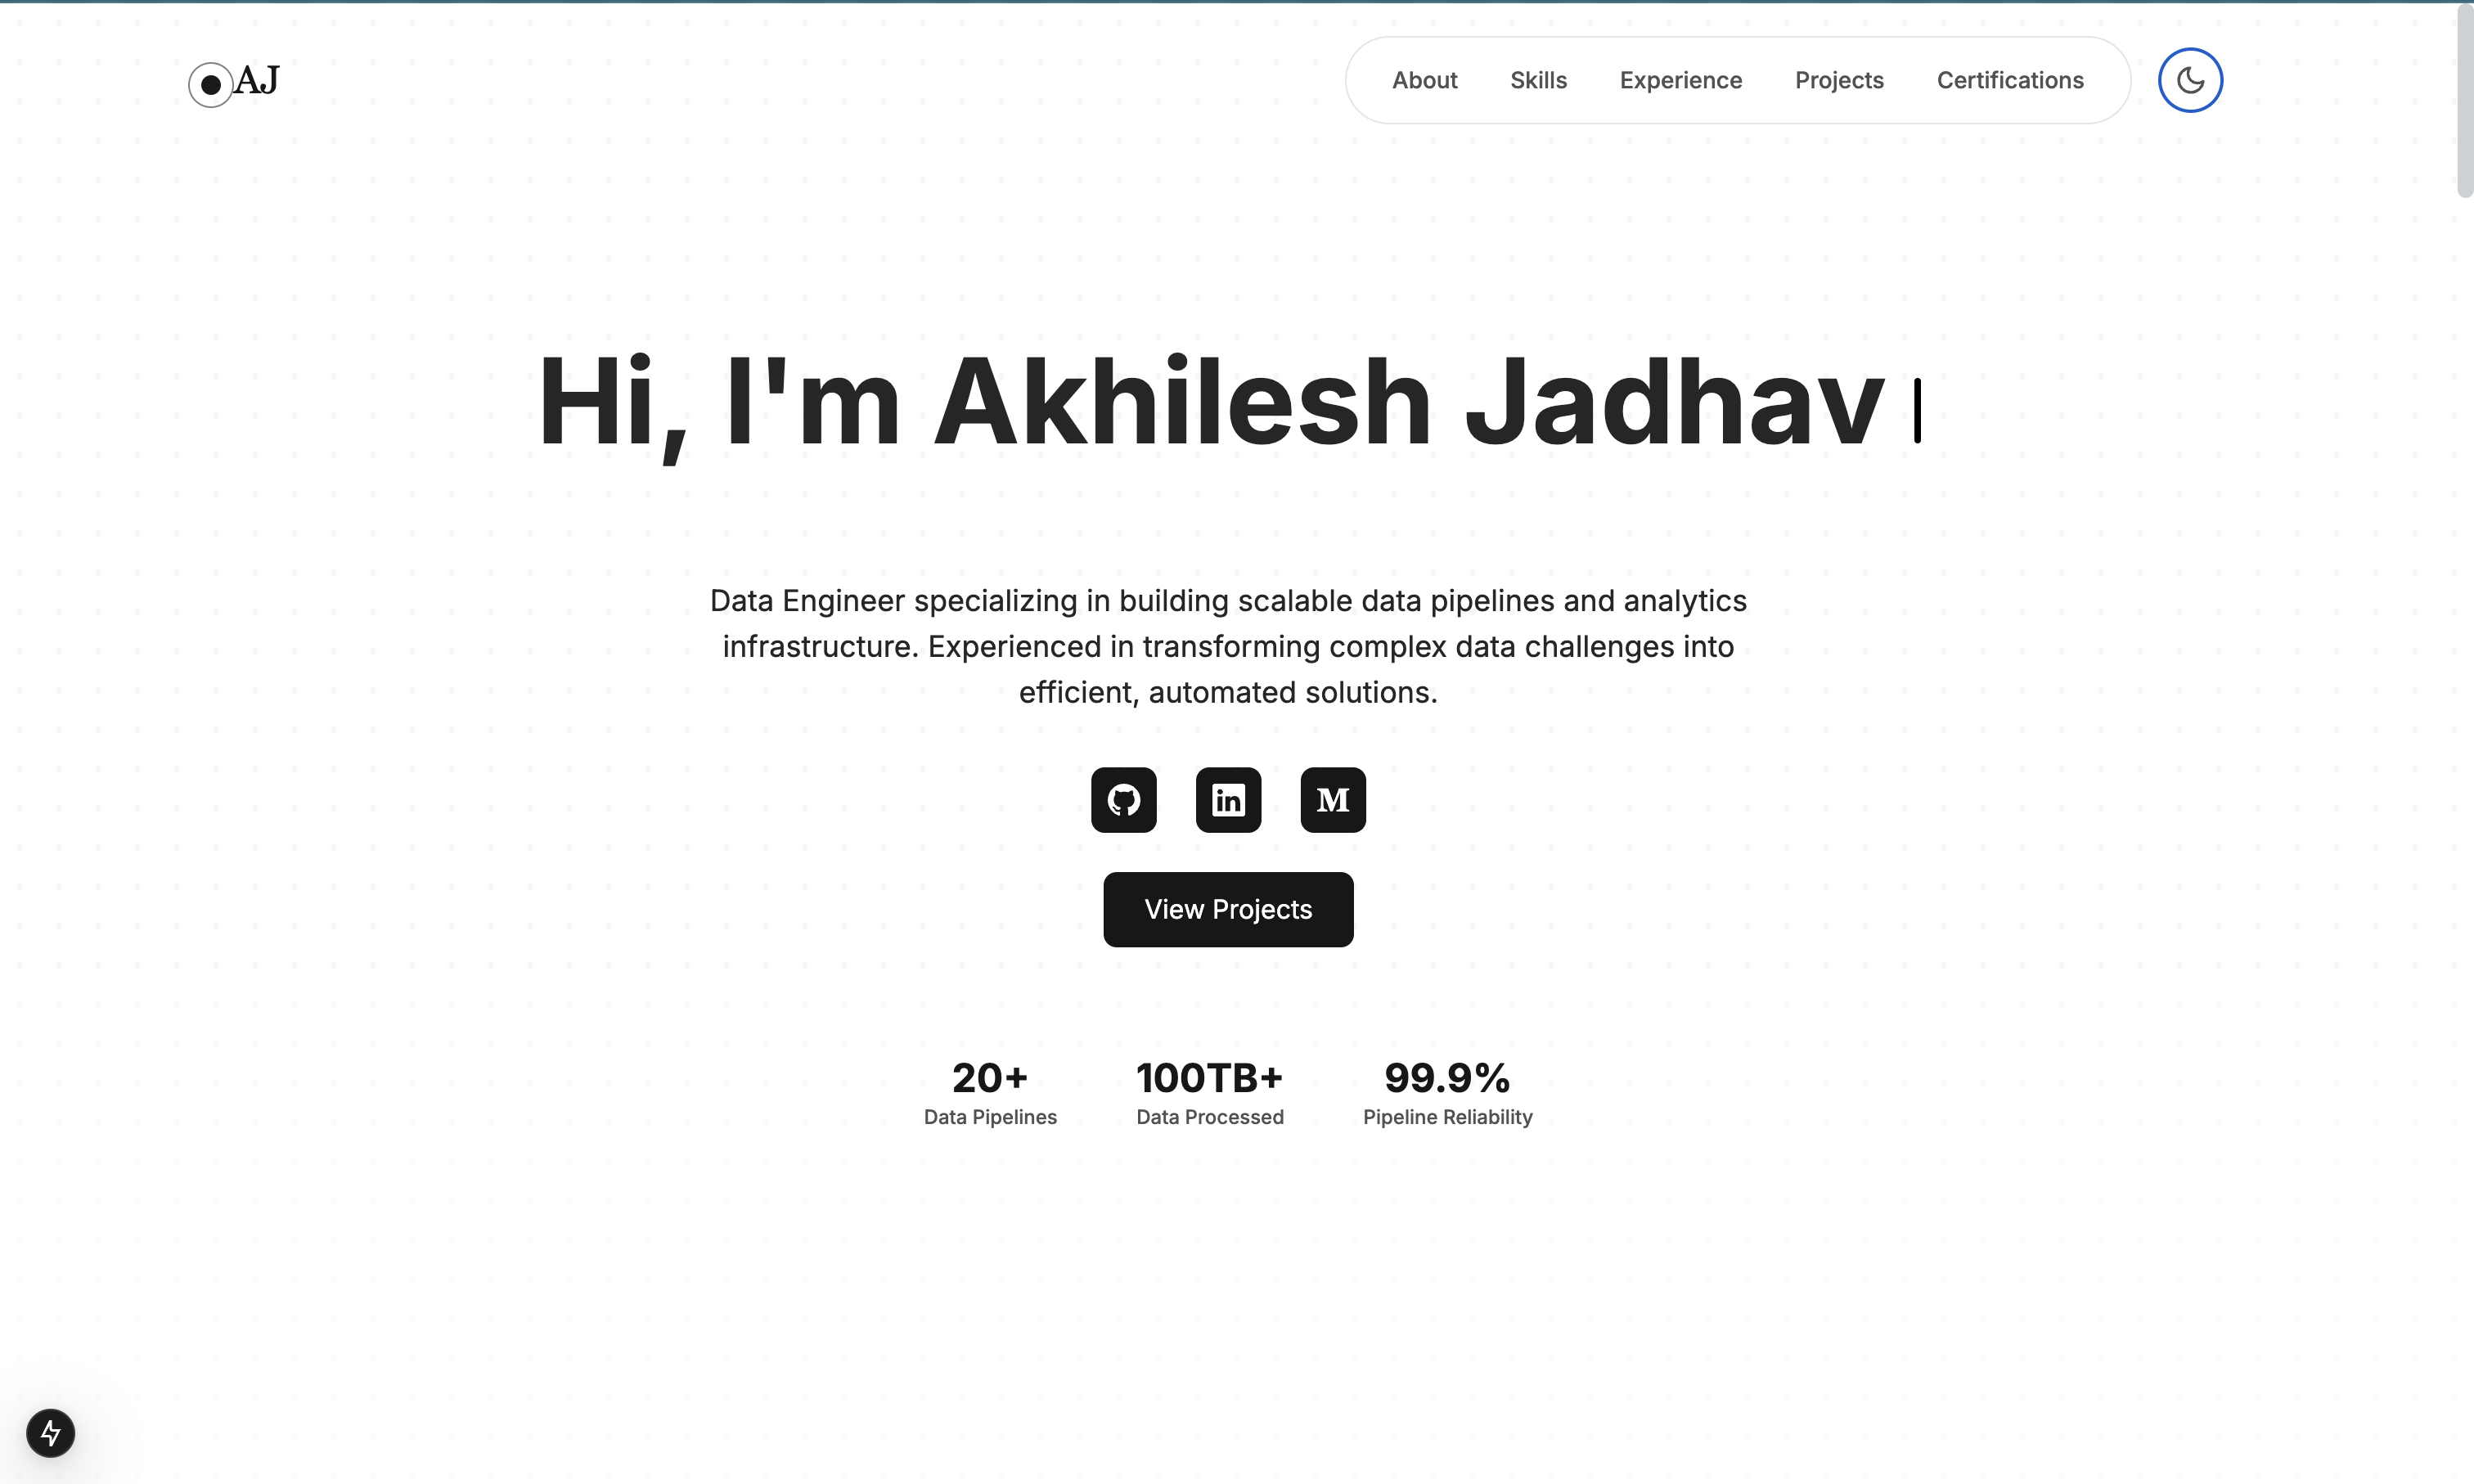 AJ
About Skills Experience Projects Certifications
Hi, I'm Akhilesh Jadhav
Data Engineer specializing in building scalable data pipelines and analytics
infrastructure. Experienced in transforming complex data challenges into
efficient, automated solutions.
in
M
View Projects
20+ 100TB+ 99.9%
Data Pipelines Data Processed Pipeline Reliability